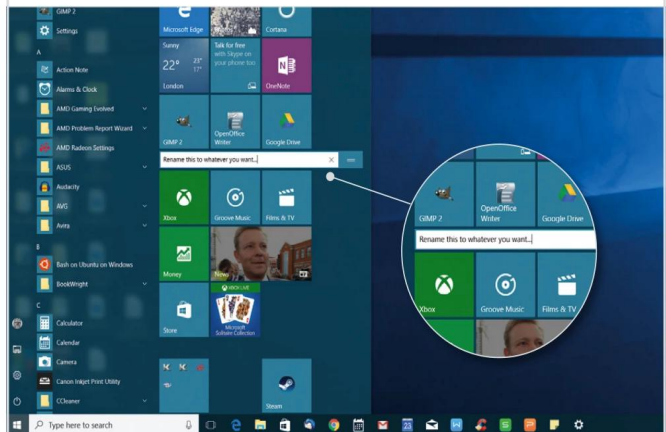 GIMP 2
Settings
A
Action Note
Alarms & Clock
AMD Gaming Evolved
AMD Problem Report Wizard
AMD Radeon Settings
ASUS
Audacity
AVG
Avira
B
Bash on Ubuntu on Windows
BookWright
C
Calculator
Calendar
Camera
Canon Inkjet Print Utility
CCleaner
Type here to search
Microsoft Edge
Cortana
Sunny
22° 23°
17°
London
Talk for free
with Skype on
your phone too
OneNote
GIMP 2
OpenOffice
Writer
Google Drive
Rename this to whatever you want...
Xbox
Groove Music
Films & TV
Money
News
Store
XBOX LIVE
Microsoft
Solitaire Collection
Steam
GIMP 2
OpenOffice
Writer
Google Drive
Rename this to whatever you want...
Xbox
Groove Music
Films & TV